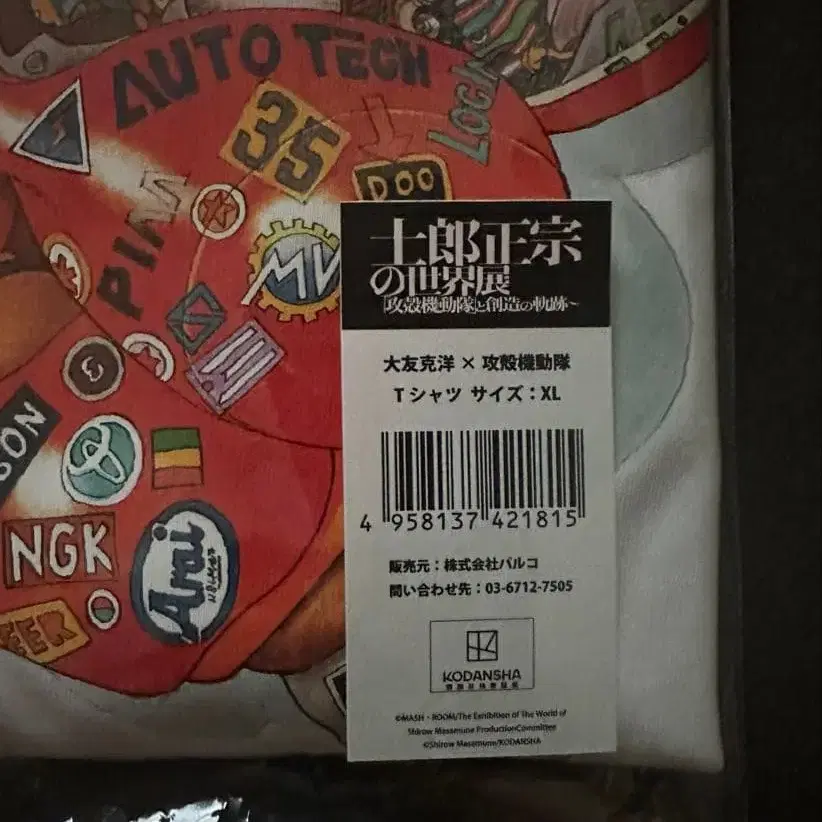 AUTO TECH
LOCK
35
DOO
PIAA
MV
SON
NGK
Arai
士郎正宗
の世界展
「攻殻機動隊」と創造の軌跡~
大友克洋 × 攻殻機動隊
Tシャツ サイズ:XL
4 958137 421815
販売元:株式会社パルコ
問い合わせ先:03-6712-7505
KODANSHA
©MASH・ROOM/The Exhibition of The World of
Shirow Masamune ProductionCommittee
©Shirow Masamune/KODANSHA